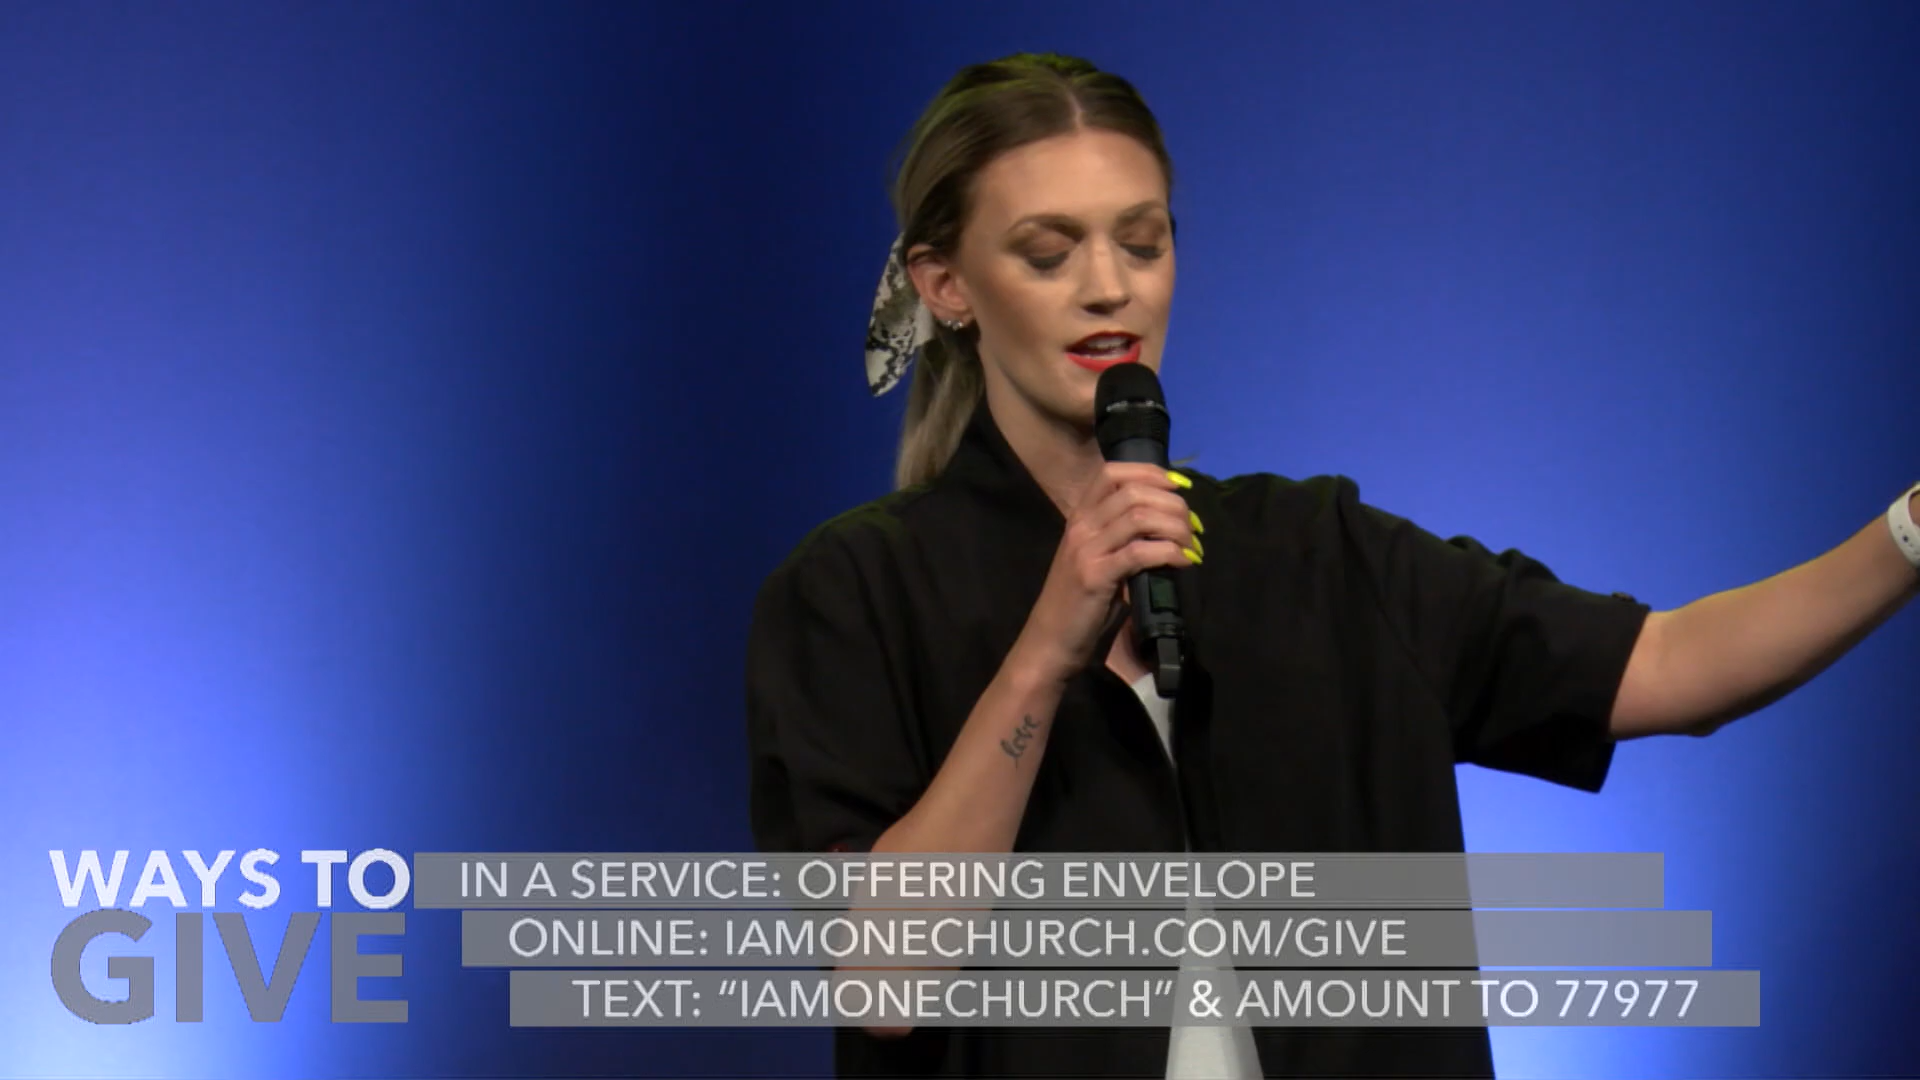 love
WAYS TO
GIVE
IN A SERVICE: OFFERING ENVELOPE
ONLINE: IAMONECHURCH.COM/GIVE
TEXT: “IAMONECHURCH” & AMOUNT TO 77977